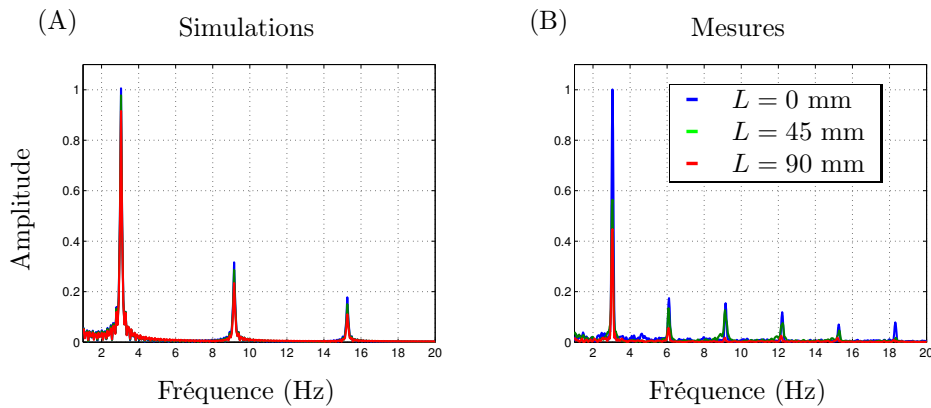 (A)
Simulations
Amplitude
1
0.8
0.6
0.4
0.2
0
2 4 6 8 10 12 14 16 18 20
Fréquence (Hz)
(B)
Mesures
L = 0 mm
L = 45 mm
L = 90 mm
1
0.8
0.6
0.4
0.2
0
2 4 6 8 10 12 14 16 18 20
Fréquence (Hz)